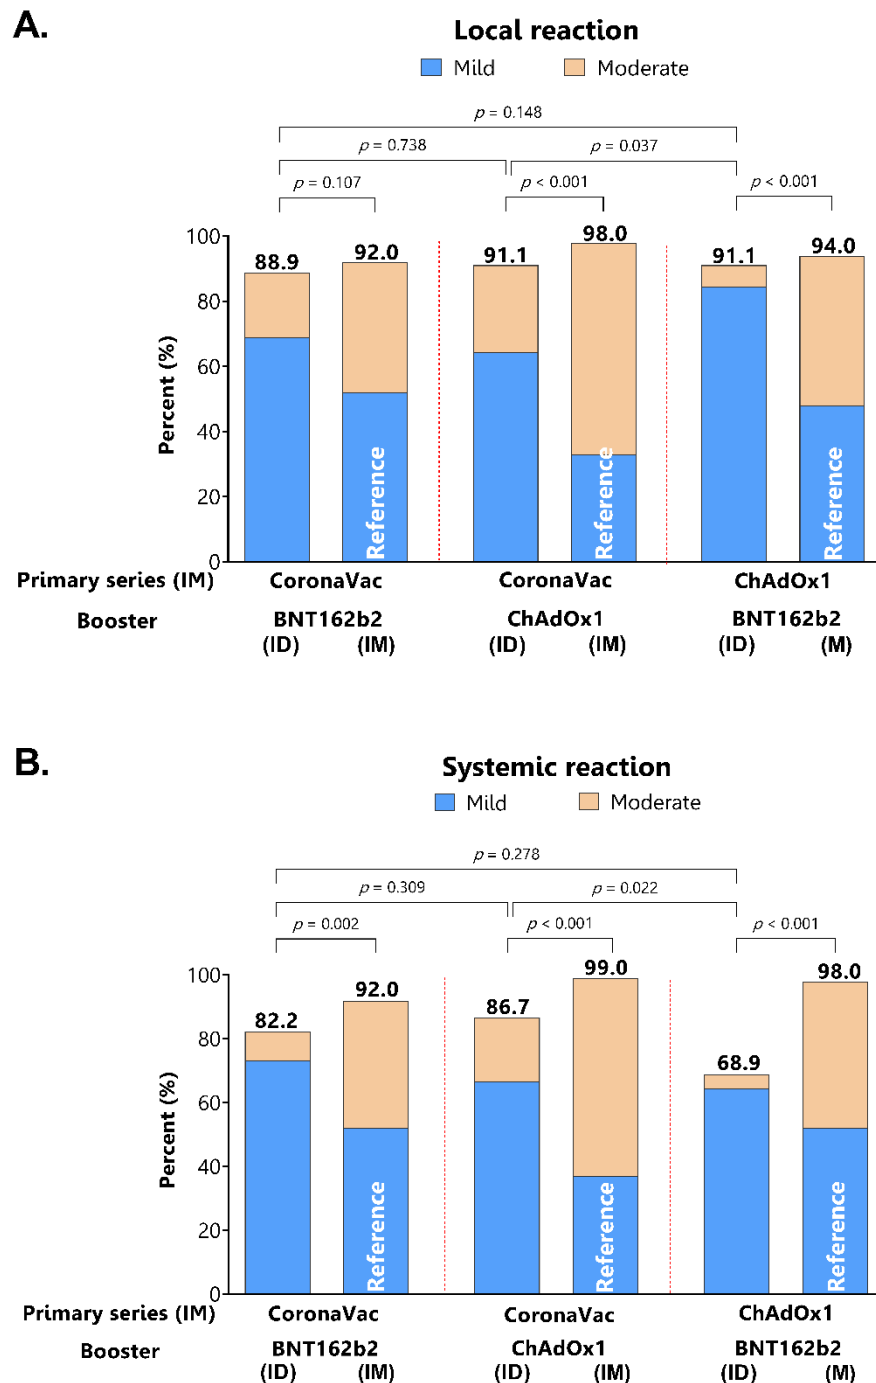 A.
Local reaction
Mild Moderate
p = 0.148
p = 0.738 p = 0.037
p = 0.107 p < 0.001 p < 0.001
100
88.9 92.0 91.1 98.0 91.1 94.0
80
60
40
20
0
Percent (%)
Reference Reference Reference
Primary series (IM) CoronaVac CoronaVac ChAdOx1
Booster BNT162b2 ChAdOx1 BNT162b2
(ID) (IM) (ID) (IM) (ID) (M)
B.
Systemic reaction
Mild Moderate
p = 0.278
p = 0.309 p = 0.022
p = 0.002 p < 0.001 p < 0.001
100
82.2 92.0 86.7 99.0 68.9 98.0
80
60
40
20
0
Percent (%)
Reference Reference Reference
Primary series (IM) CoronaVac CoronaVac ChAdOx1
Booster BNT162b2 ChAdOx1 BNT162b2
(ID) (IM) (ID) (IM) (ID) (M)